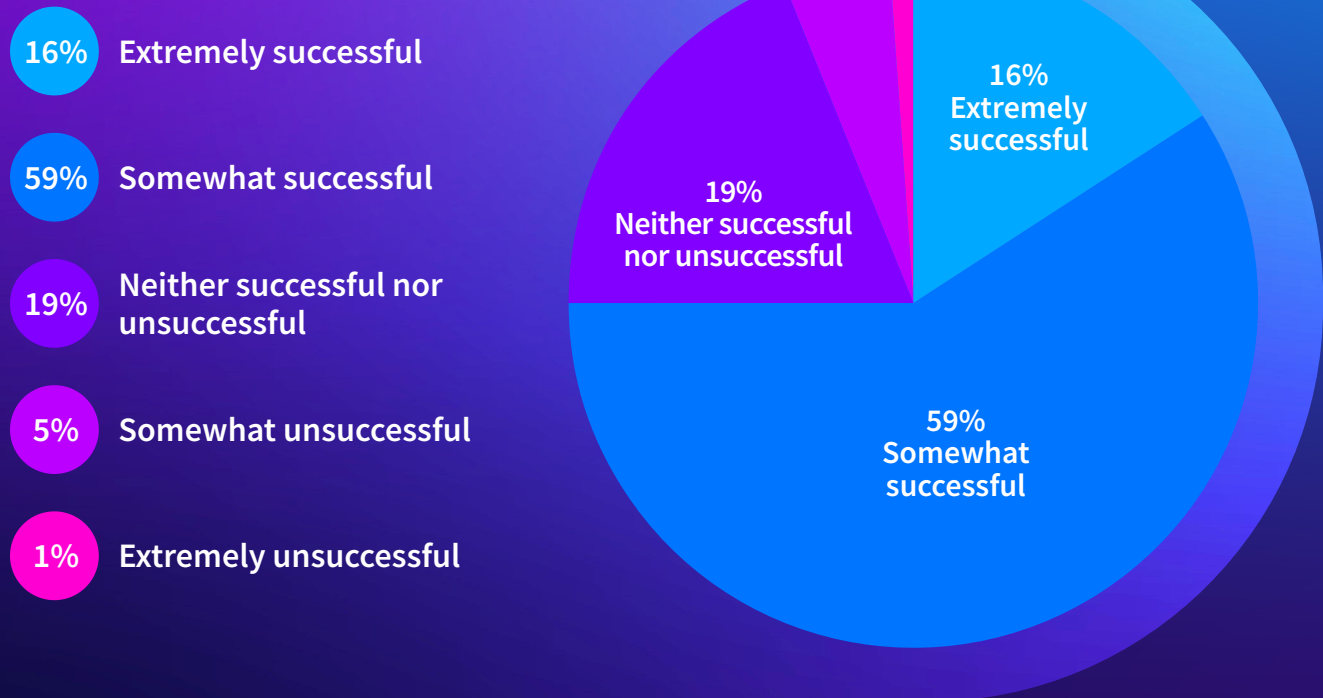 16% Extremely successful
59% Somewhat successful
19% Neither successful nor
unsuccessful
5% Somewhat unsuccessful
1% Extremely unsuccessful
16%
Extremely
successful
19%
Neither successful
nor unsuccessful
59%
Somewhat
successful